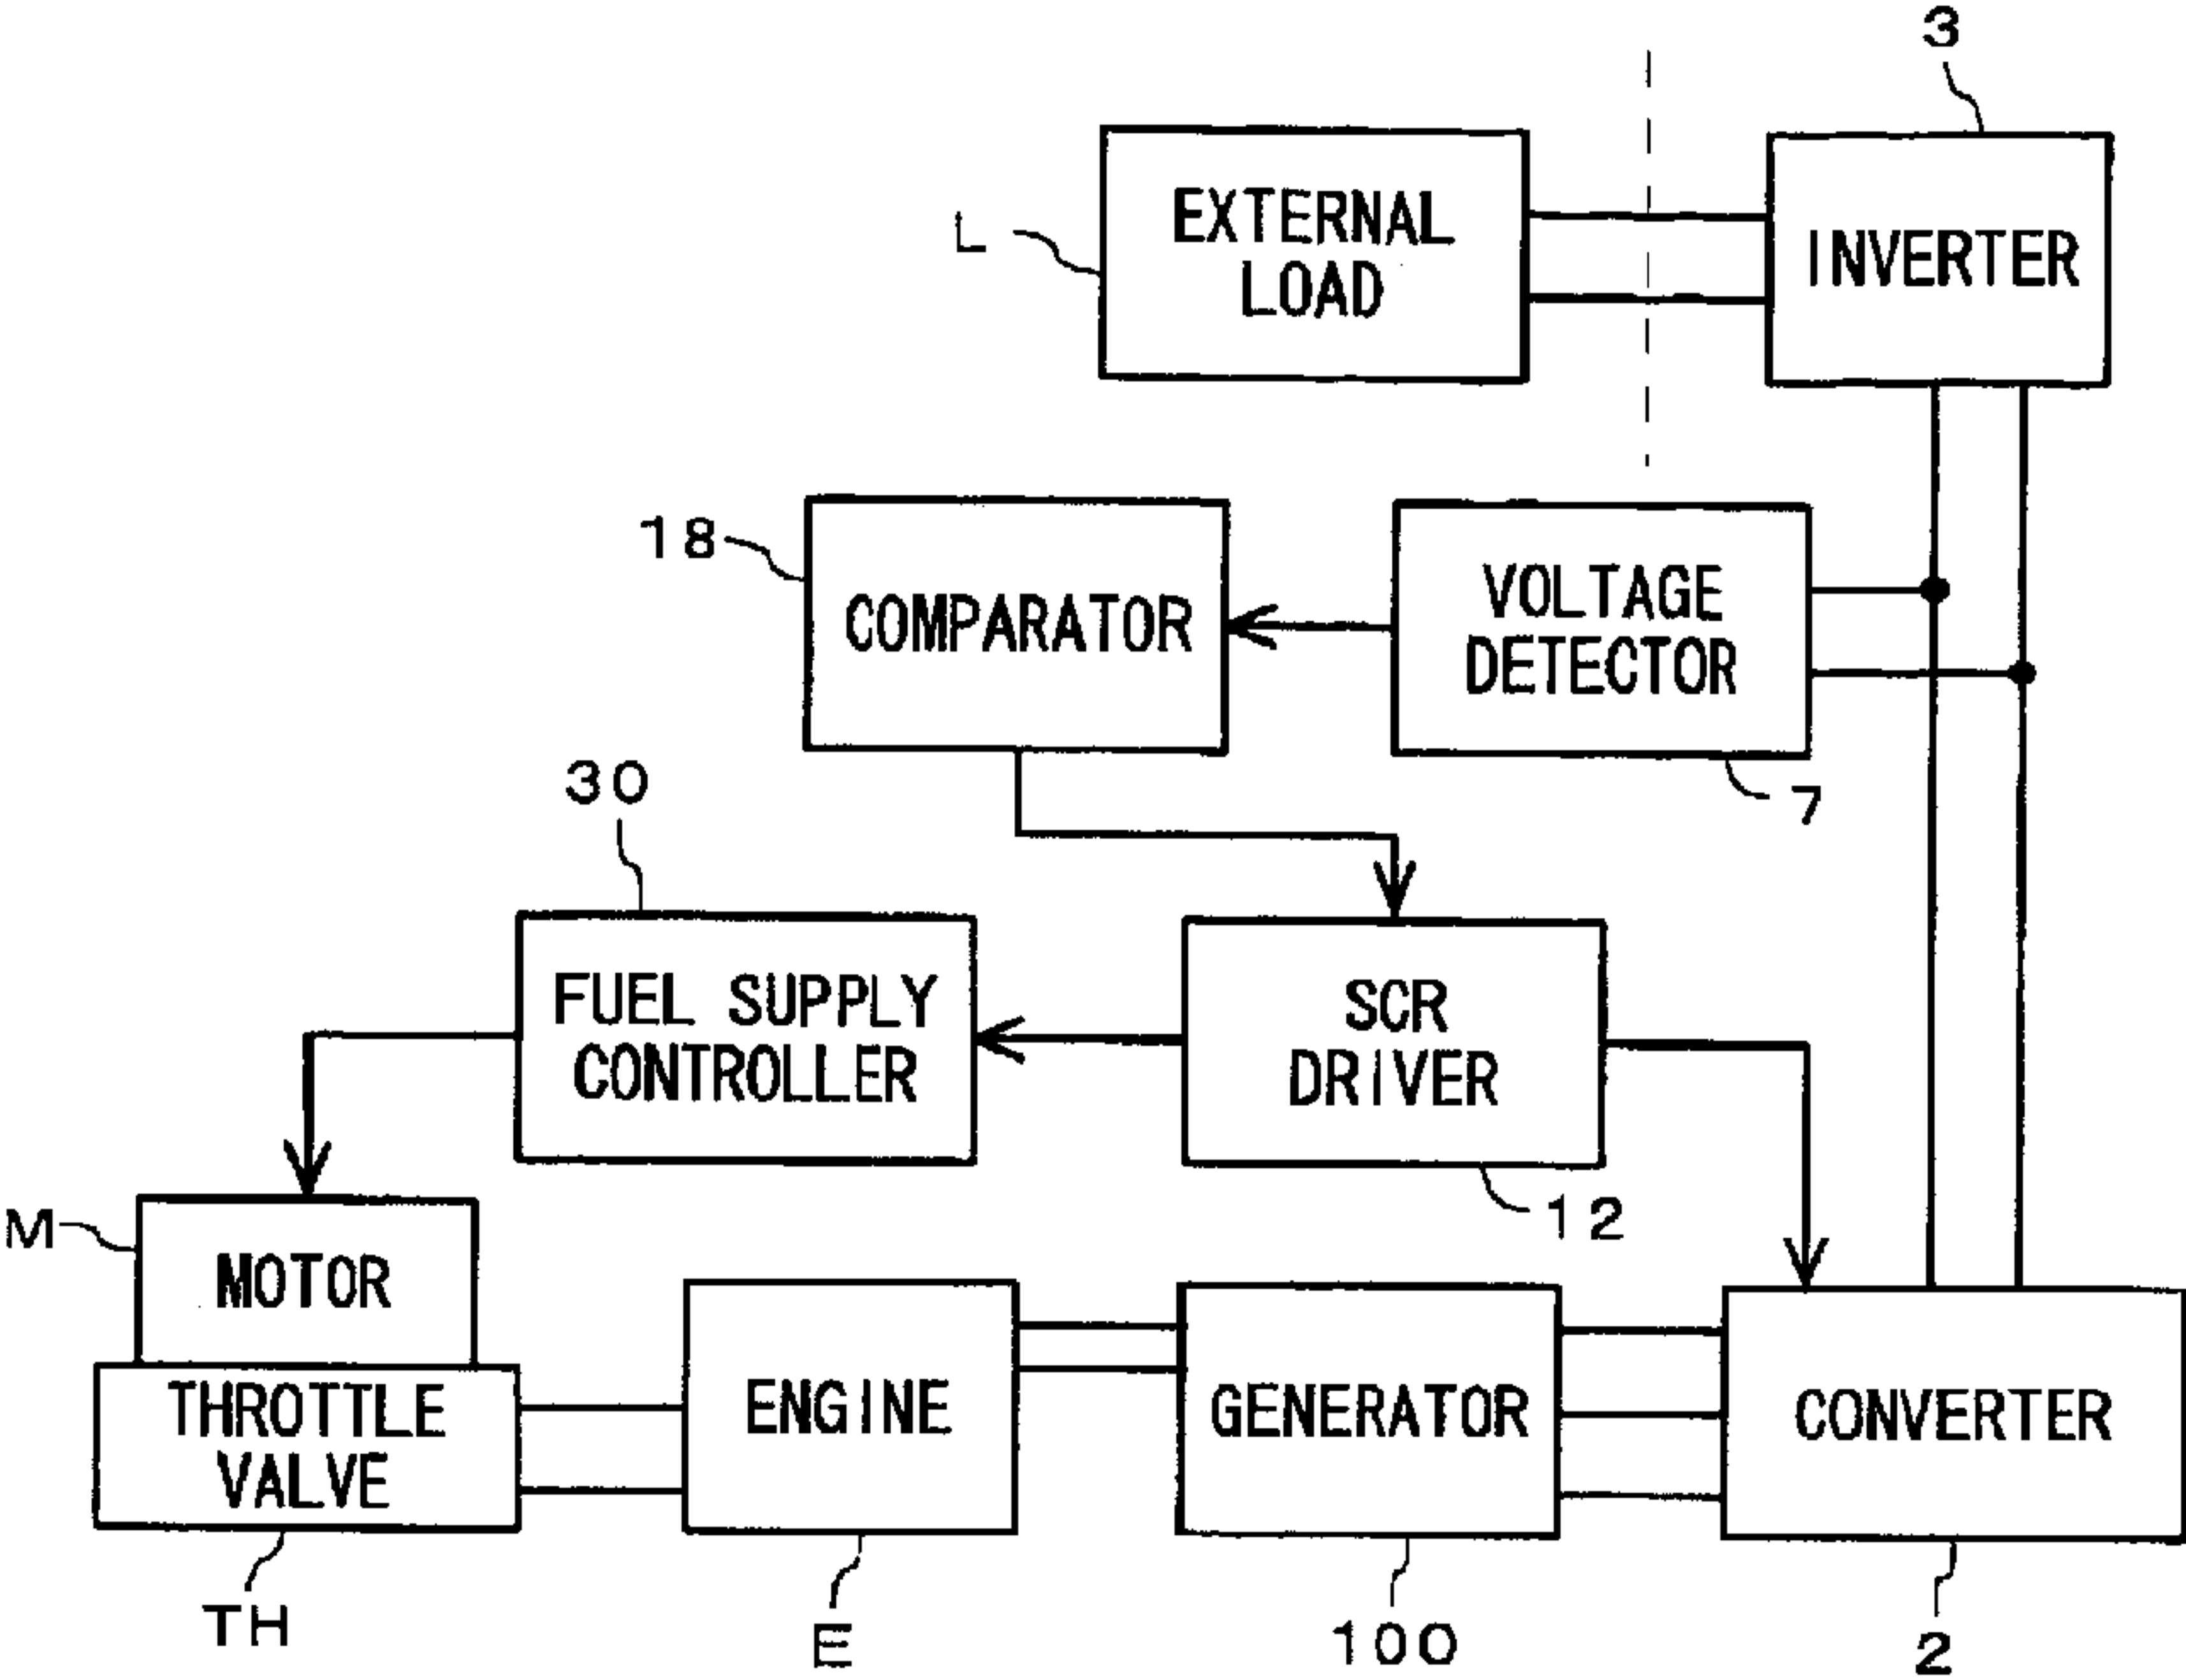 3
EXTERNAL
LOAD
L
INVERTER
18
COMPARATOR
VOLTAGE
DETECTOR
7
30
FUEL SUPPLY
CONTROLLER
SCR
DRIVER
12
M
MOTOR
THROTTLE
VALVE
ENGINE
GENERATOR
CONVERTER
TH
E
100
2